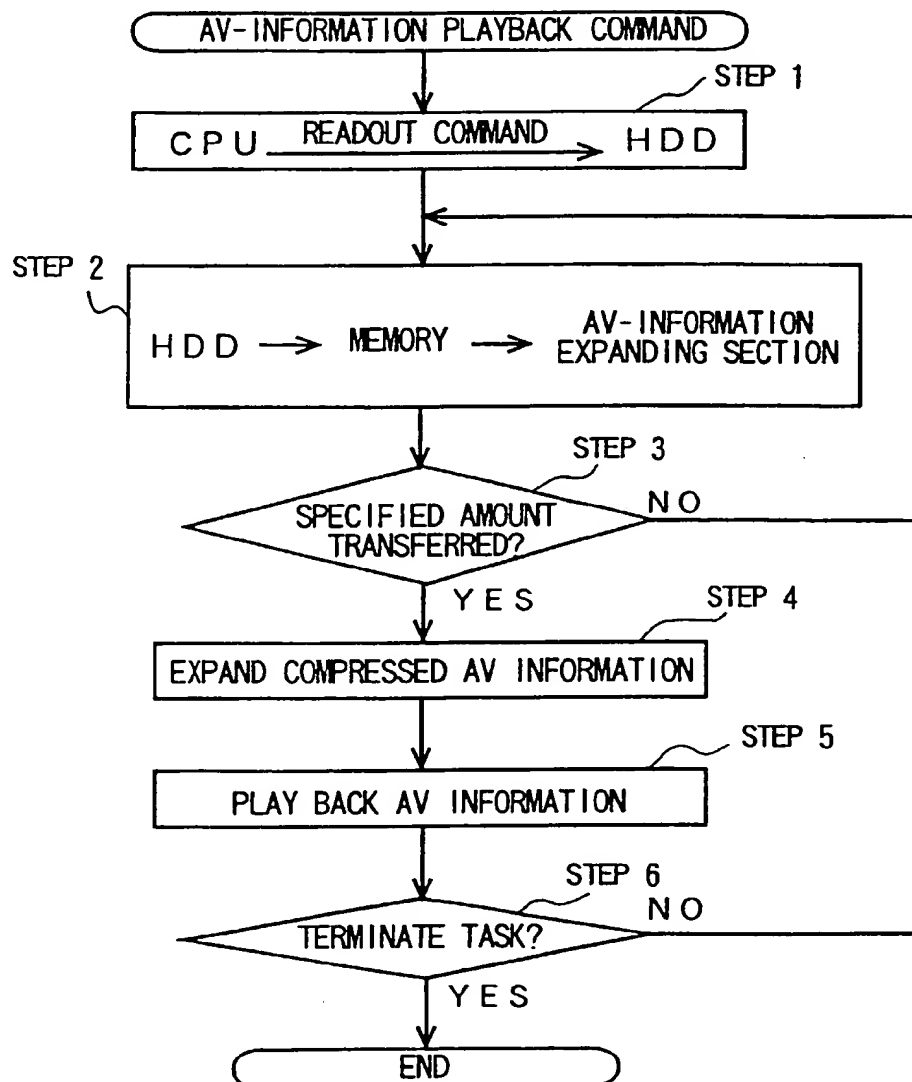 AV-INFORMATION PLAYBACK COMMAND
STEP 1
CPU READOUT COMMAND HDD
STEP 2
HDD MEMORY AV-INFORMATION
EXPANDING SECTION
STEP 3
SPECIFIED AMOUNT
TRANSFERRED?
NO
YES
STEP 4
EXPAND COMPRESSED AV INFORMATION
STEP 5
PLAY BACK AV INFORMATION
STEP 6
TERMINATE TASK?
NO
YES
END